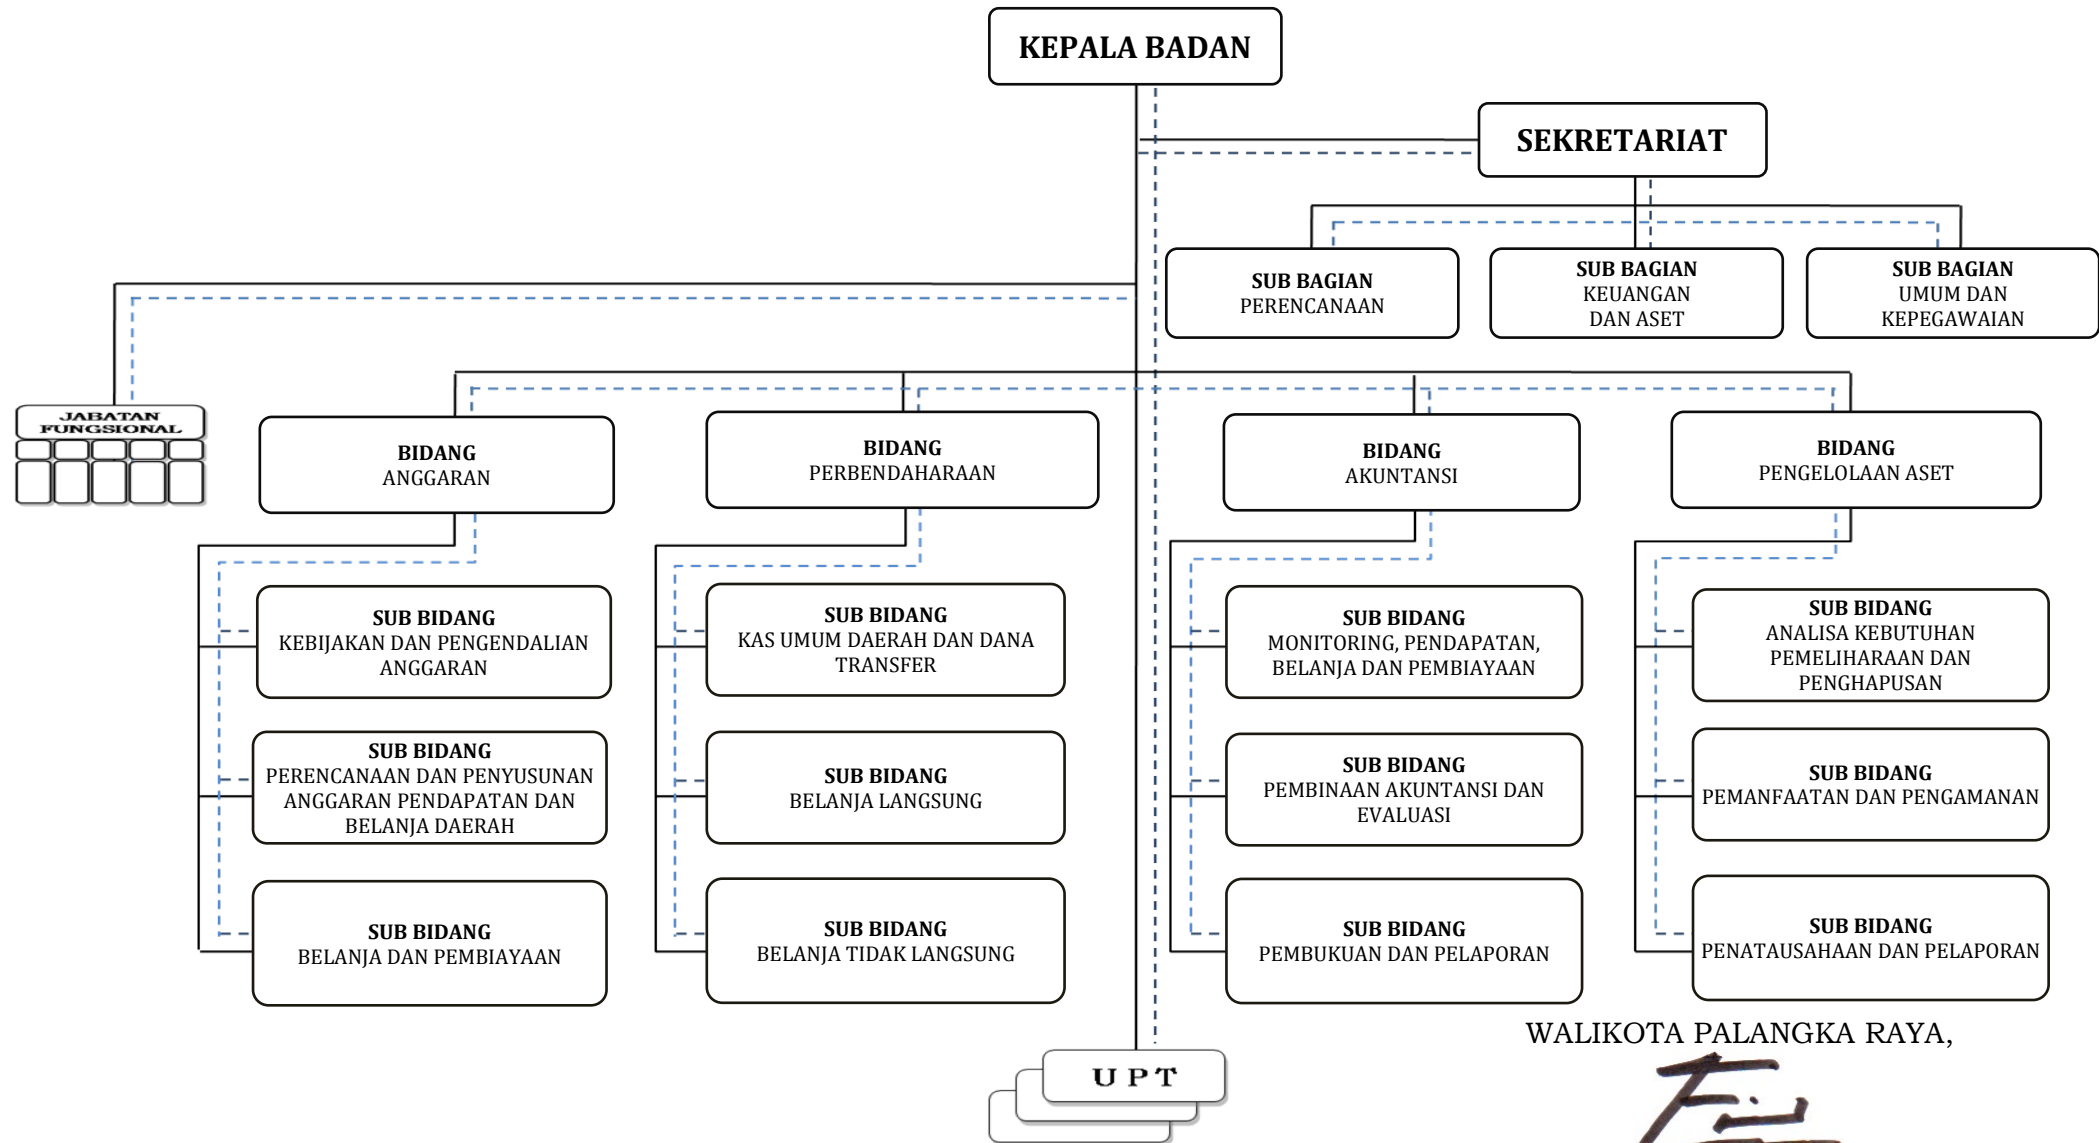 KEPALA BADAN
SEKRETARIAT
SUB BAGIAN
PERENCANAAN
SUB BAGIAN
KEUANGAN
DAN ASET
SUB BAGIAN
UMUM DAN
KEPEGAWAIAN
JABATAN
FUNGSIONAL
BIDANG
ANGGARAN
BIDANG
PERBENDAHARAAN
BIDANG
AKUNTANSI
BIDANG
PENGELOLAAN ASET
SUB BIDANG
KEBIJAKAN DAN PENGENDALIAN
ANGGARAN
SUB BIDANG
KAS UMUM DAERAH DAN DANA
TRANSFER
SUB BIDANG
MONITORING, PENDAPATAN,
BELANJA DAN PEMBIAYAAN
SUB BIDANG
ANALISA KEBUTUHAN
PEMELIHARAAN DAN
PENGHAPUSAN
SUB BIDANG
PERENCANAAN DAN PENYUSUNAN
ANGGARAN PENDAPATAN DAN
BELANJA DAERAH
SUB BIDANG
BELANJA LANGSUNG
SUB BIDANG
PEMBINAAN AKUNTANSI DAN
EVALUASI
SUB BIDANG
PEMANFAATAN DAN PENGAMANAN
SUB BIDANG
BELANJA DAN PEMBIAYAAN
SUB BIDANG
BELANJA TIDAK LANGSUNG
SUB BIDANG
PEMBUKUAN DAN PELAPORAN
SUB BIDANG
PENATAUSAHAAN DAN PELAPORAN
WALIKOTA PALANGKA RAYA,
U P T